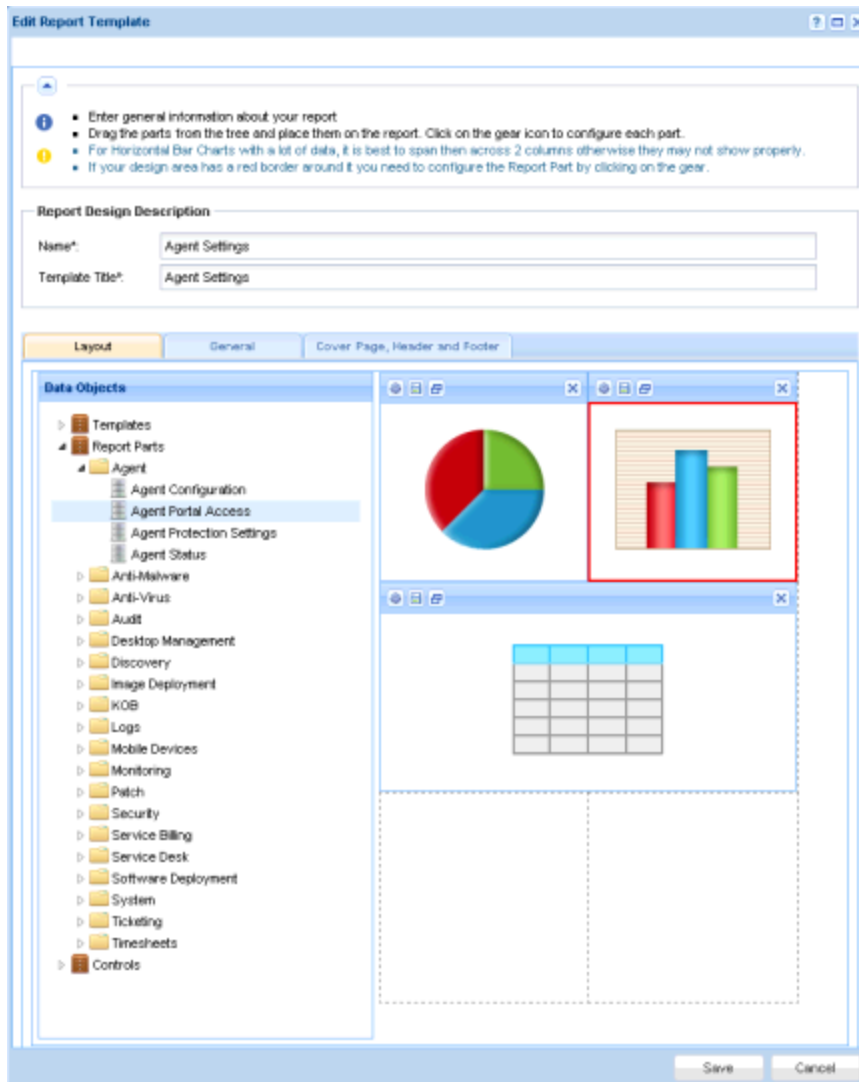 Edit Report Template
Enter general information about your report
Drag the parts from the tree and place them on the report. Click on the gear icon to configure each part.
For Horizontal Bar Charts with a lot of data, it is best to span then across 2 columns otherwise they may not show properly.
If your design area has a red border around it you need to configure the Report Part by clicking on the gear.
Report Design Description
Name*: Agent Settings
Template Title*: Agent Settings
Layout General Cover Page, Header and Footer
Data Objects
Templates
Report Parts
Agent
Agent Configuration
Agent Portal Access
Agent Protection Settings
Agent Status
Anti-Malware
Anti-Virus
Audit
Desktop Management
Discovery
Image Deployment
KOB
Logs
Mobile Devices
Monitoring
Patch
Security
Service Billing
Service Desk
Software Deployment
System
Ticketing
Timesheets
Controls
Save Cancel